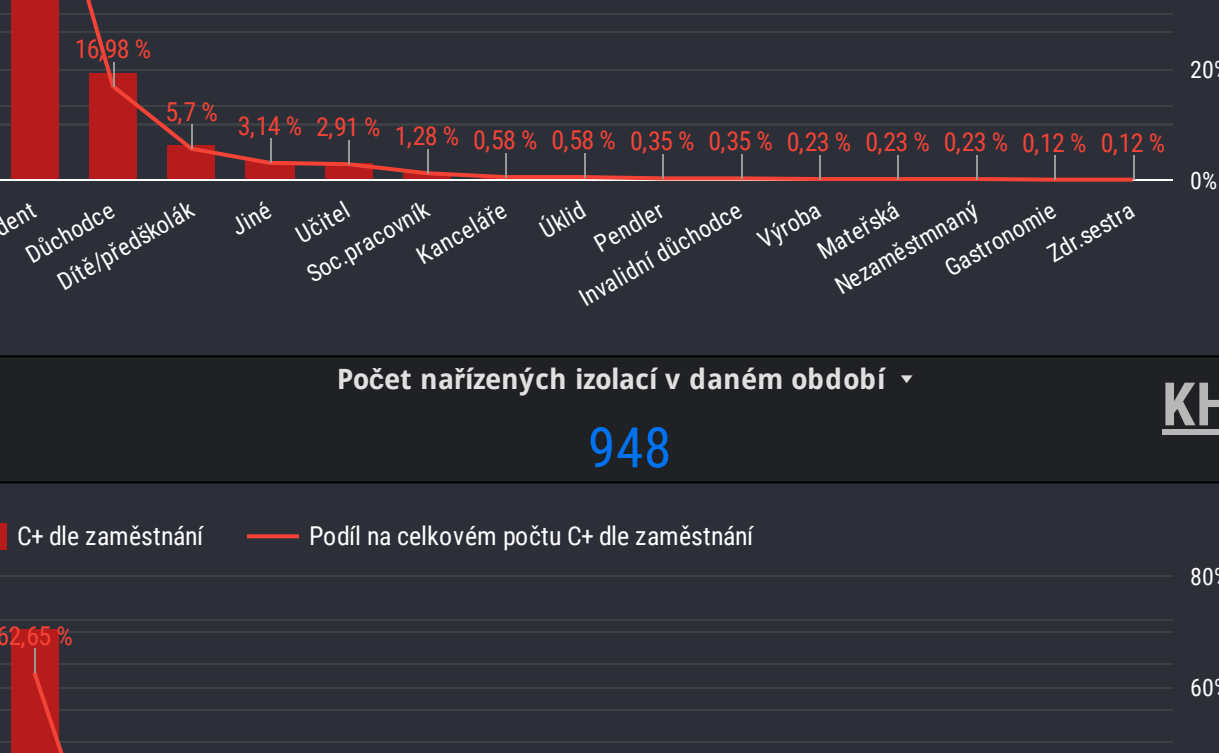 16,98 %
5,7 %
3,14 %
2,91 %
1,28 %
0,58 %
0,58 %
0,35 %
0,35 %
0,23 %
0,23 %
0,23 %
0,12 %
0,12 %
20%
0%
dent
Důchodce
Dítě/předškolák
Jiné
Učitel
Soc.pracovník
Kanceláře
Úklid
Pendler
Invalidní důchodce
Výroba
Mateřská
Nezaměstmnaný
Gastronomie
Zdr.sestra
Počet nařízených izolací v daném období
948
KH
C+ dle zaměstnání
Podíl na celkovém počtu C+ dle zaměstnání
80%
62,65 %
60%